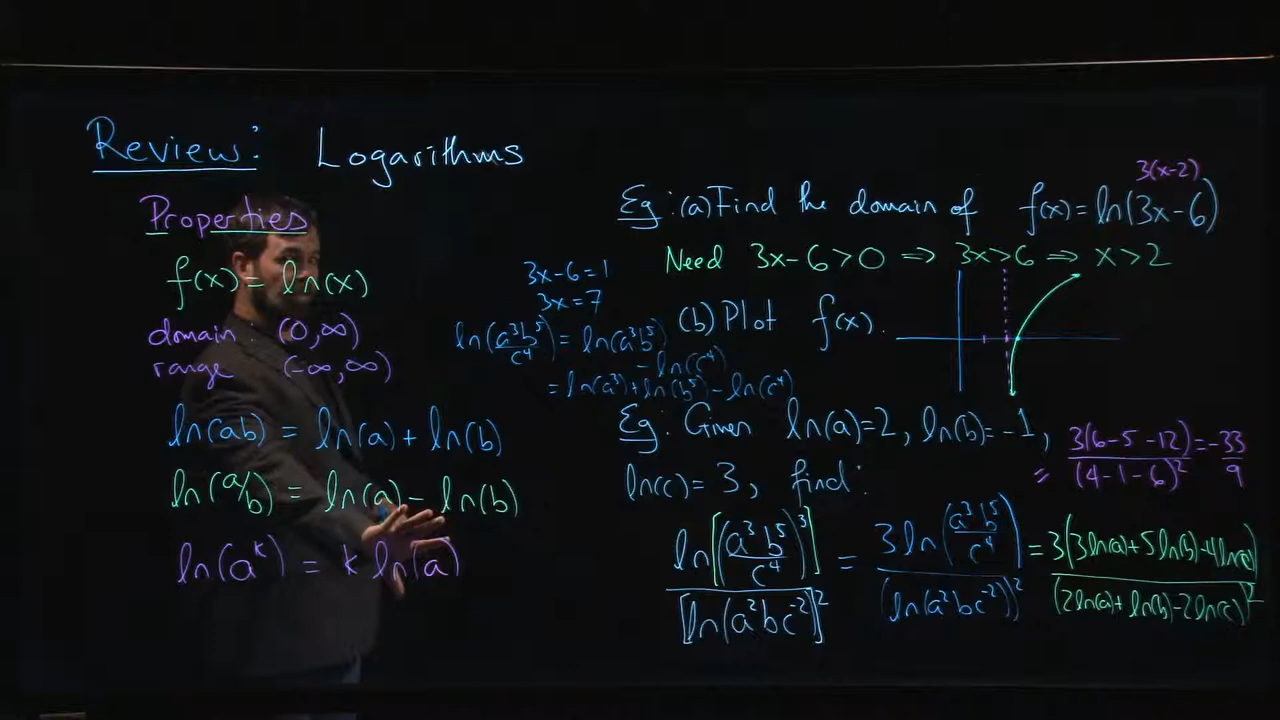 Review: Logarithms
Properties
f(x) = ln(x)
domain: (0,∞)
range (-∞,∞)
ln(ab) = ln(a) + ln(b)
ln(a/b) = ln(a) - ln(b)
ln(a^k) = k ln(a)
3(x-2)
Eg: (a) Find the domain of f(x) = ln(3x-6)
Need 3x-6>0 ⇒ 3x>6 ⇒ x>2
3x-6=1
3x=7
(b) Plot f(x).
ln(a³b⁵/c⁴) = ln(a³b⁵)
- ln(c⁴)
= ln(a³) + ln(b⁵) - ln(c⁴)
Eg: Given ln(a)=2, ln(b)=-1,
ln(c) = 3, find:
ln[(a³b⁵/c⁴)³] / [ln(a²bc⁻²)]² = 3ln(a³b⁵/c⁴) / (ln(a²bc⁻²))² = 3(3ln(a)+5ln(b)-4ln(c)) / (2ln(a)+ln(b)-2ln(c))²
= 3(6-5-12) / (4-1-6)² = -33/9